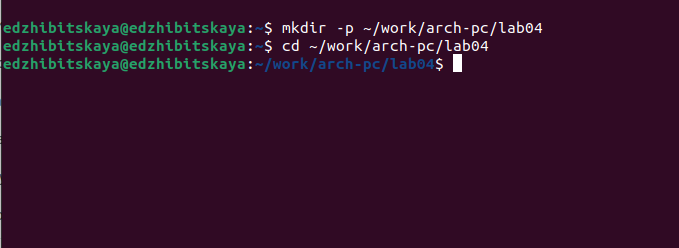 edzhibitskaya@edzhibitskaya:~$ mkdir -p ~/work/arch-pc/lab04
edzhibitskaya@edzhibitskaya:~$ cd ~/work/arch-pc/lab04
edzhibitskaya@edzhibitskaya:~/work/arch-pc/lab04$